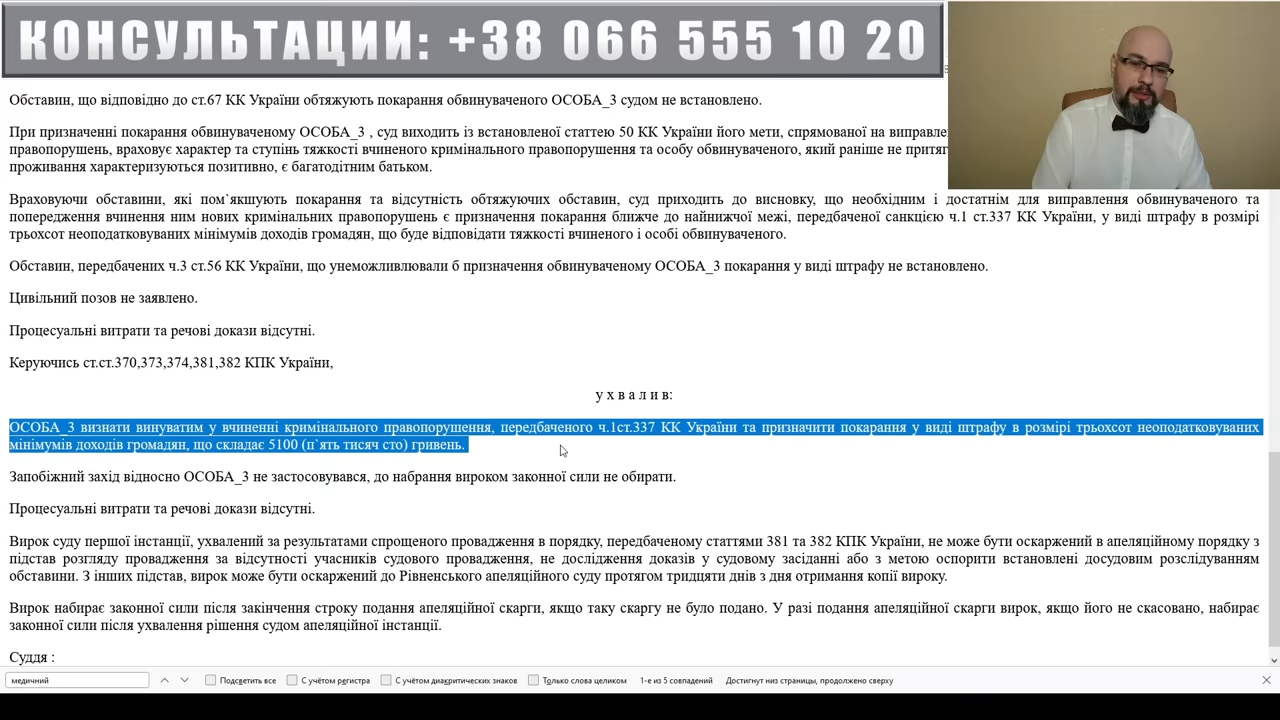 КОНСУЛЬТАЦИИ: +38 066 555 10 20
Обставин, що відповідно до ст.67 КК України обтяжують покарання обвинуваченого ОСОБА_3 судом не встановлено.
При призначенні покарання обвинуваченому ОСОБА_3 , суд виходить із встановленої статтею 50 КК України його мети, спрямованої на
правопорушень, враховує характер та ступінь тяжкості вчиненого кримінального правопорушення та особу обвинуваченого, який раніше не
проживання характеризуються позитивно, є багатодітним батьком.
Враховуючи обставини, які пом`якшують покарання та відсутність обтяжуючих обставин, суд приходить до висновку, що необхідним і достатнім для виправлення обвинуваченого та
попередження вчинення ним нових кримінальних правопорушень є призначення покарання ближче до найнижчої межі, передбаченої санкцією ч.1 ст.337 КК України, у виді штрафу в розмірі
трьохсот неоподатковуваних мінімумів доходів громадян, що буде відповідати тяжкості вчиненого і особі обвинуваченого.
Обставин, передбачених ч.3 ст.56 КК України, що унеможливлювали б призначення обвинуваченому ОСОБА_3 покарання у виді штрафу не встановлено.
Цивільний позов не заявлено.
Процесуальні витрати та речові докази відсутні.
Керуючись ст.ст.370,373,374,381,382 КПК України,
у х в а л и в:
ОСОБА_3 визнати винуватим у вчиненні кримінального правопорушення, передбаченого ч.1ст.337 КК України та призначити покарання у виді штрафу в розмірі трьохсот неоподатковуваних
мінімумів доходів громадян, що складає 5100 (п`ять тисяч сто) гривень.
Запобіжний захід відносно ОСОБА_3 не застосовувався, до набрання вироком законної сили не обирати.
Процесуальні витрати та речові докази відсутні.
Вирок суду першої інстанції, ухвалений за результатами спрощеного провадження в порядку, передбаченому статтями 381 та 382 КПК України, не може бути оскаржений в апеляційному порядку з
підстав розгляду провадження за відсутності учасників судового провадження, не дослідження доказів у судовому засіданні або з метою оспорити встановлені досудовим розслідуванням
обставини. З інших підстав, вирок може бути оскаржений до Рівненського апеляційного суду протягом тридцяти днів з дня отримання копії вироку.
Вирок набирає законної сили після закінчення строку подання апеляційної скарги, якщо таку скаргу не було подано. У разі подання апеляційної скарги вирок, якщо його не скасовано, набирає
законної сили після ухвалення рішення судом апеляційної інстанції.
Суддя :
медичний Подсветить все С учётом регистра С учётом диакритических знаков Только слова целиком 1-е из 5 совпадений Достигнут низ страницы, продолжено сверху